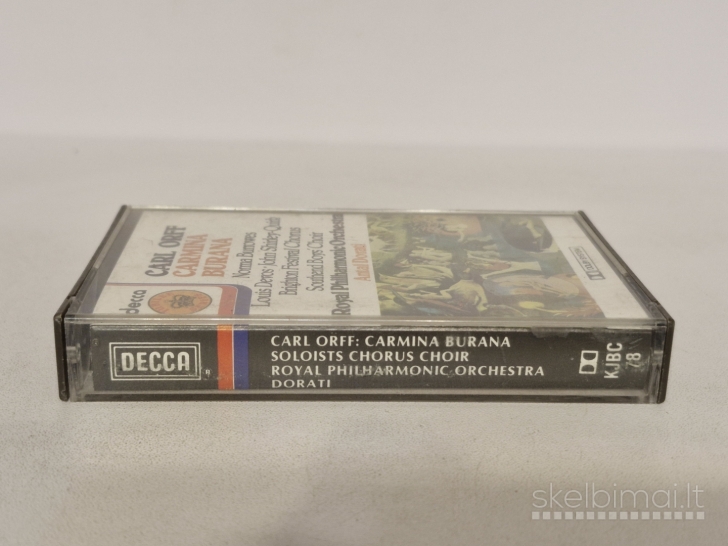 CARL ORFF
CARMINA
BURANA
Norma Burrowes
Louis Devos·John Shirley-Quirk
Brighton Festival Chorus
Southend Boys' Choir
Royal Philharmonic Orchestra
Antal Dorati
decca
DECCA
CARL ORFF: CARMINA BURANA
SOLOISTS CHORUS CHOIR
ROYAL PHILHARMONIC ORCHESTRA
DORATI
KJBC
78
skelbimai.lt